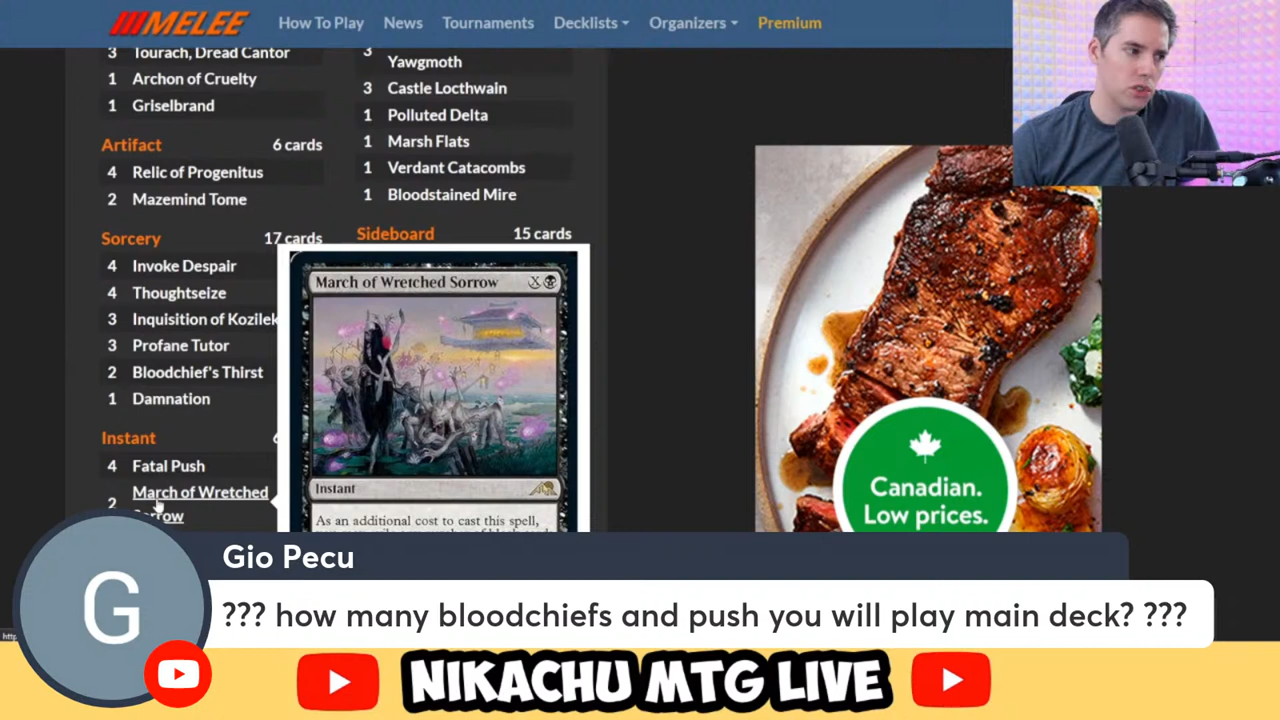 MELEE
How To Play
News
Tournaments
Decklists
Organizers
Premium
3 Tourach, Dread Cantor
1 Archon of Cruelty
1 Griselbrand
Artifact 6 cards
4 Relic of Progenitus
2 Mazemind Tome
Sorcery 17 cards
4 Invoke Despair
4 Thoughtseize
3 Inquisition of Kozilek
3 Profane Tutor
2 Bloodchief's Thirst
1 Damnation
Instant 6
4 Fatal Push
2 March of Wretched
Sorrow
3
Yawgmoth
3 Castle Locthwain
1 Polluted Delta
1 Marsh Flats
1 Verdant Catacombs
1 Bloodstained Mire
Sideboard 15 cards
March of Wretched Sorrow X
Instant
As an additional cost to cast this spell,
Canadian.
Low prices.
G
Gio Pecu
??? how many bloodchiefs and push you will play main deck? ???
NIKACHU MTG LIVE